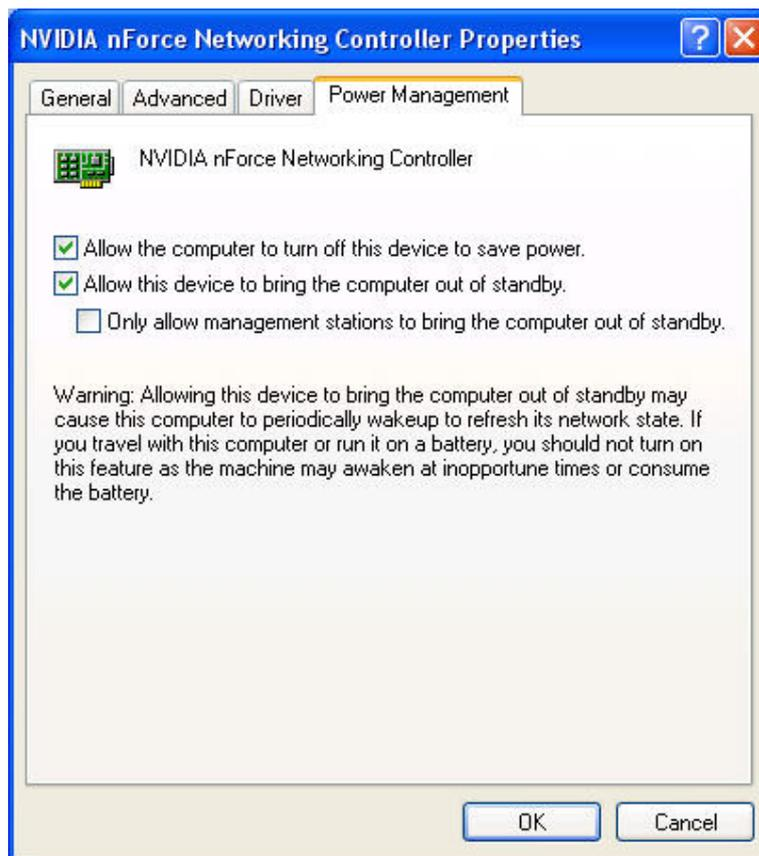 NVIDIA nForce Networking Controller Properties
General Advanced Driver Power Management
NVIDIA nForce Networking Controller
Allow the computer to turn off this device to save power.
Allow this device to bring the computer out of standby.
Only allow management stations to bring the computer out of standby.
Warning: Allowing this device to bring the computer out of standby may
cause this computer to periodically wakeup to refresh its network state. If
you travel with this computer or run it on a battery, you should not turn on
this feature as the machine may awaken at inopportune times or consume
the battery.
OK Cancel